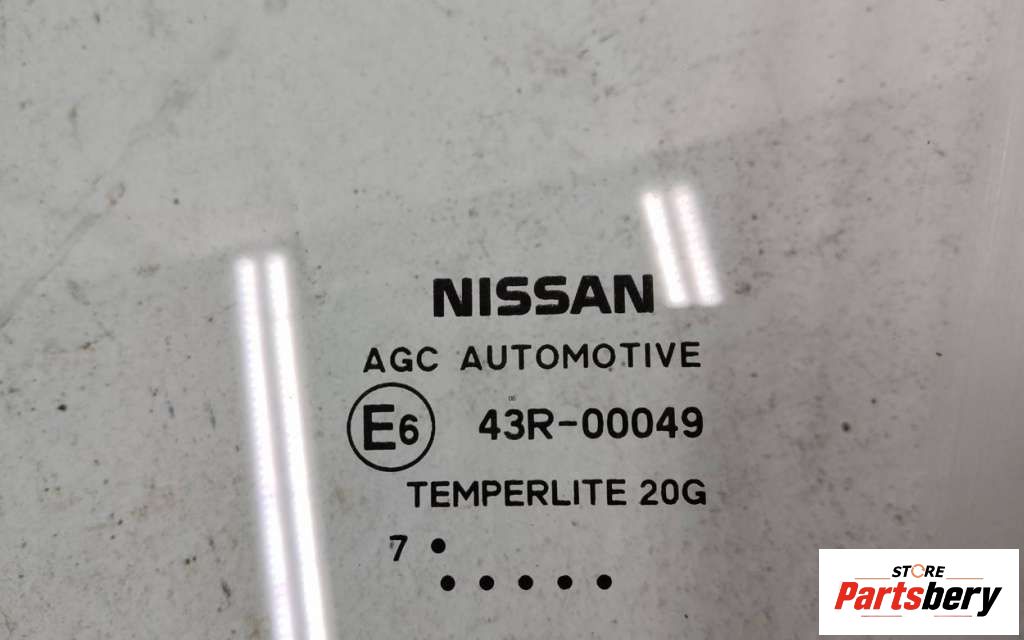 NISSAN
AGC AUTOMOTIVE
E6 43R-00049
TEMPERLITE 20G
7 •
• • • • •
STORE
Partsbery